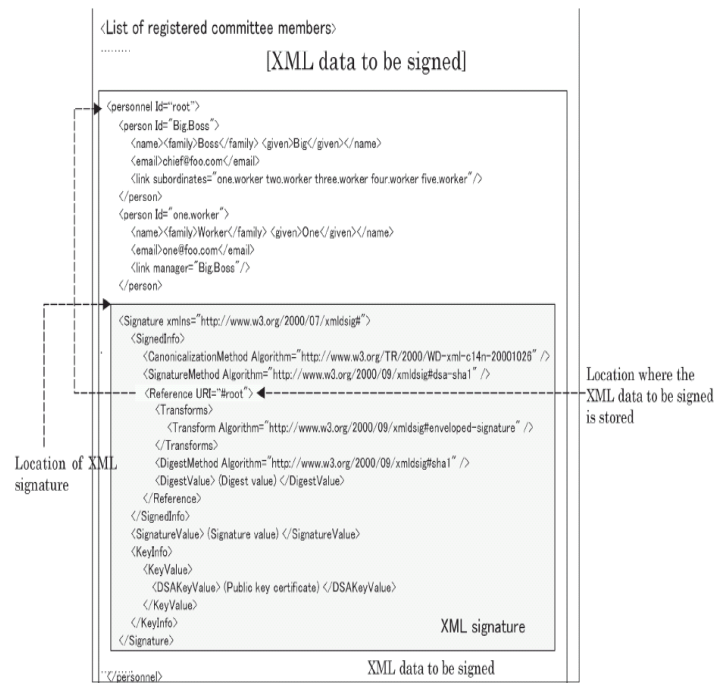 <List of registered committee members>
.........
[XML data to be signed]
<personnel Id="root">
<person Id="Big.Boss">
<name><family>Boss</family> <given>Big</given></name>
<email>chief@foo.com</email>
<link subordinates="one.worker two.worker three.worker four.worker five.worker"/>
</person>
<person Id="one.worker">
<name><family>Worker</family> <given>One</given></name>
<email>one@foo.com</email>
<link manager="Big.Boss"/>
</person>
<Signature xmlns="http://www.w3.org/2000/07/xmldsig#">
<SignedInfo>
<CanonicalizationMethod Algorithm="http://www.w3.org/TR/2000/WD-xml-c14n-20001026" />
<SignatureMethod Algorithm="http://www.w3.org/2000/09/xmldsig#dsa-sha1" />
<Reference URI="#root">
<Transforms>
<Transform Algorithm="http://www.w3.org/2000/09/xmldsig#enveloped-signature" />
</Transforms>
<DigestMethod Algorithm="http://www.w3.org/2000/09/xmldsig#sha1" />
<DigestValue> (Digest value) </DigestValue>
</Reference>
</SignedInfo>
<SignatureValue> (Signature value) </SignatureValue>
<KeyInfo>
<KeyValue>
<DSAKeyValue> (Public key certificate) </DSAKeyValue>
</KeyValue>
</KeyInfo>
</Signature>
XML signature
.........
</personnel>
XML data to be signed
Location of XML
signature
Location where the
XML data to be signed
is stored